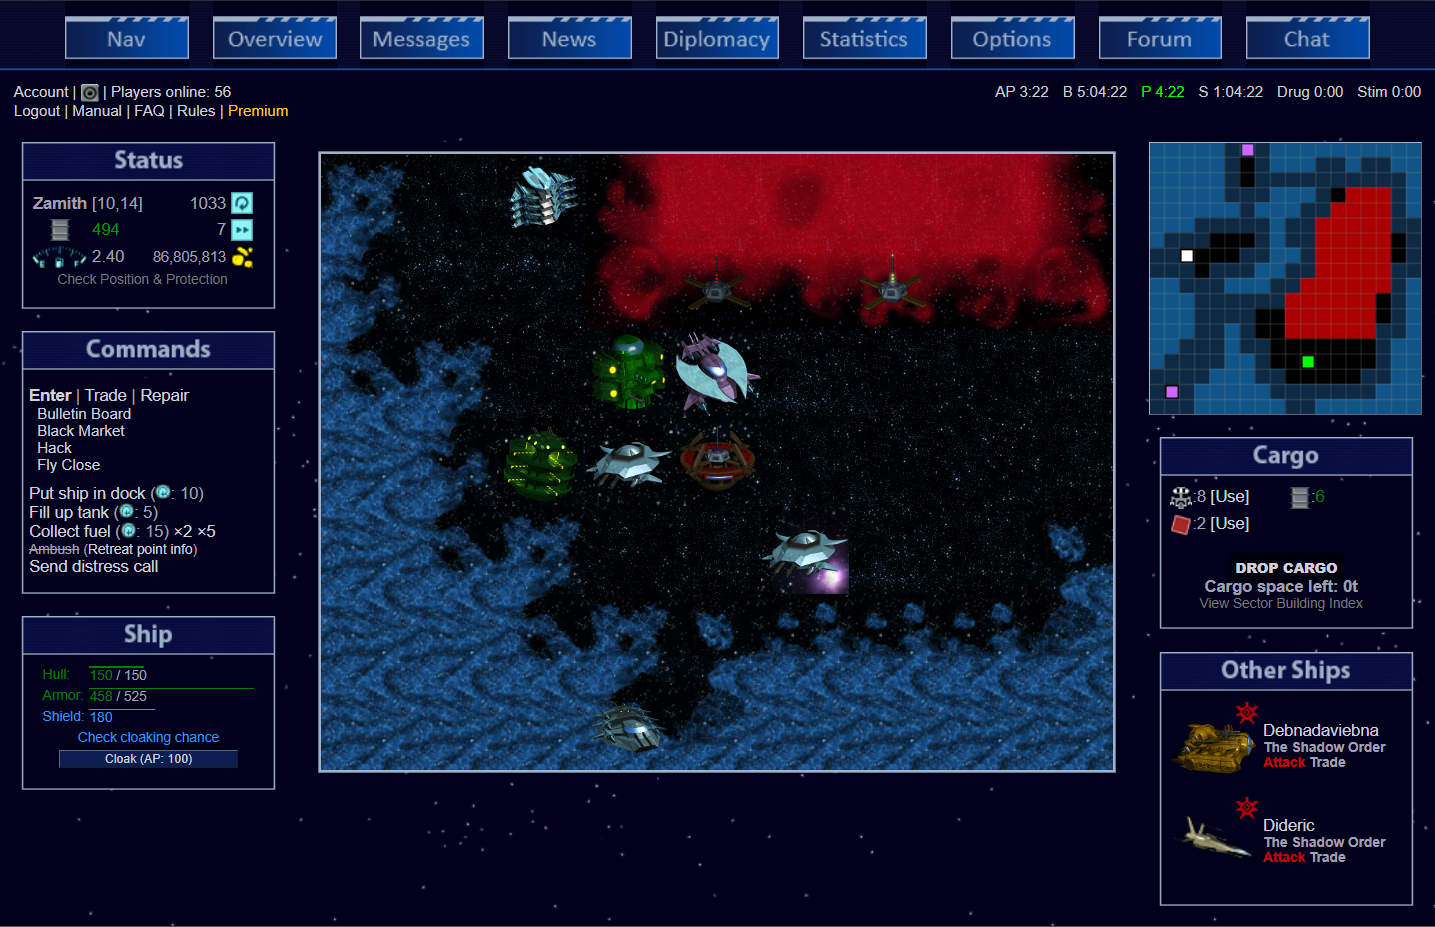 Nav Overview Messages News Diplomacy Statistics Options Forum Chat
Account | | Players online: 56
AP 3:22 B 5:04:22 P 4:22 S 1:04:22 Drug 0:00 Stim 0:00
Logout | Manual | FAQ | Rules | Premium
Status
Zamith [10,14] 1033
494 7
2.40 86,805,813
Check Position & Protection
Commands
Enter | Trade | Repair
Bulletin Board
Black Market
Hack
Fly Close
Put ship in dock ( : 10)
Fill up tank ( : 5)
Collect fuel ( : 15) ×2 ×5
Ambush (Retreat point info)
Send distress call
Ship
Hull: 150 / 150
Armor: 458 / 525
Shield: 180
Check cloaking chance
Cloak (AP: 100)
Cargo
:8 [Use] :6
:2 [Use]
DROP CARGO
Cargo space left: 0t
View Sector Building Index
Other Ships
Debnadaviebna
The Shadow Order
Attack Trade
Dideric
The Shadow Order
Attack Trade